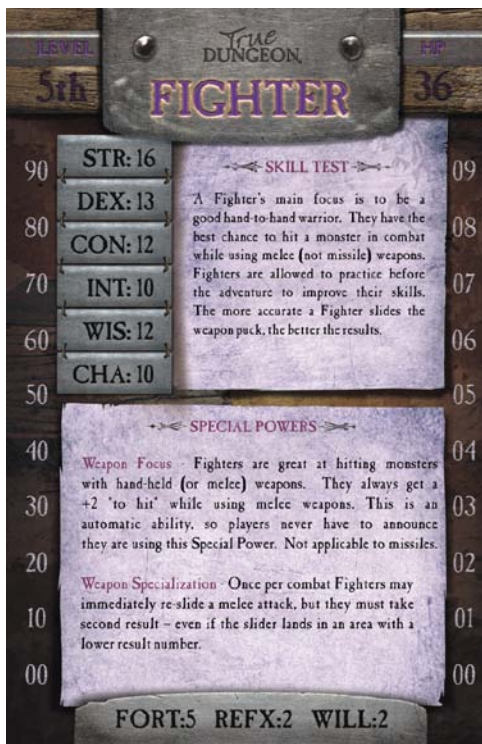 LEVEL
True
DUNGEON
HP
5th
FIGHTER
36
90
80
70
60
50
40
30
20
10
00
STR: 16
DEX: 13
CON: 12
INT: 10
WIS: 12
CHA: 10
SKILL TEST
A Fighter's main focus is to be a
good hand-to-hand warrior. They have the
best chance to hit a monster in combat
while using melee (not missile) weapons.
Fighters are allowed to practice before
the adventure to improve their skills.
The more accurate a Fighter slides the
weapon puck, the better the results.
09
08
07
06
05
04
03
02
01
00
SPECIAL POWERS
Weapon Focus - Fighters are great at hitting monsters
with hand-held (or melee) weapons. They always get a
+2 "to hit" while using melee weapons. This is an
automatic ability, so players never have to announce
they are using this Special Power. Not applicable to missiles.
Weapon Specialization - Once per combat Fighters may
immediately re-slide a melee attack, but they must take
second result – even if the slider lands in an area with a
lower result number.
FORT:5 REFX:2 WILL:2